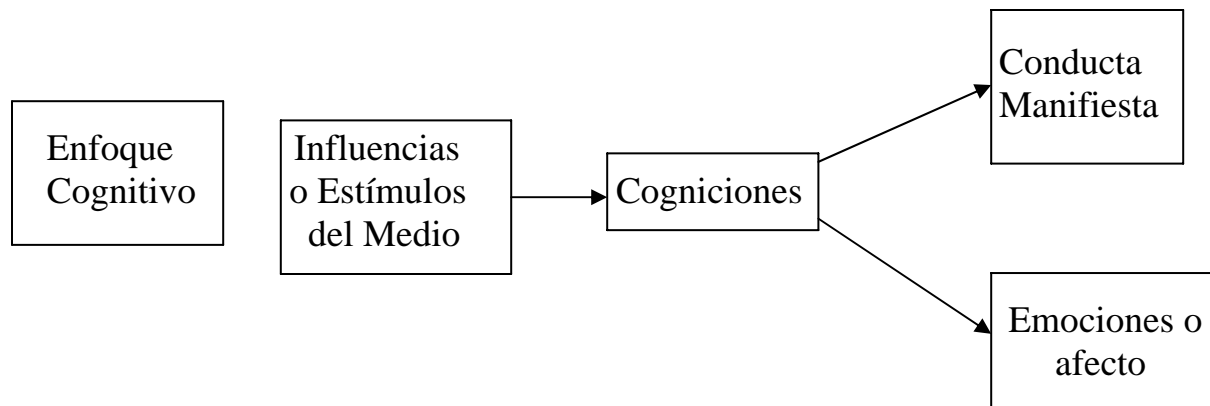 Enfoque
Cognitivo
Influencias
o Estímulos
del Medio
Cogniciones
Conducta
Manifiesta
Emociones o
afecto